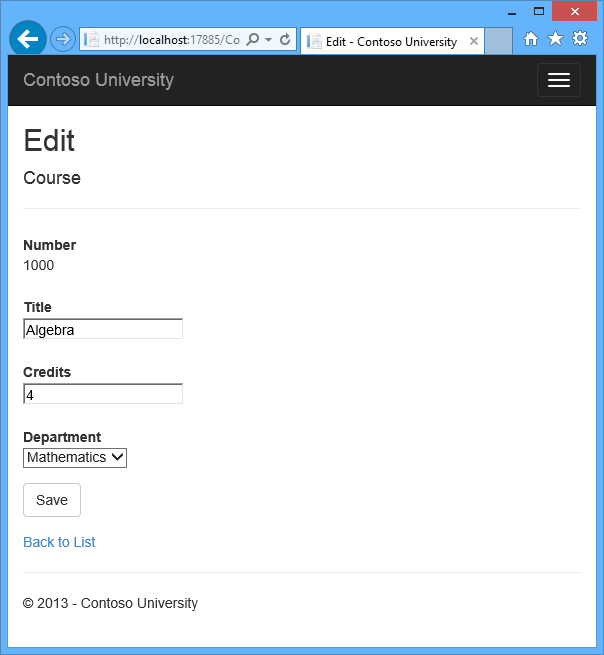 http://localhost:17885/Co
Edit - Contoso University
Contoso University
Edit
Course
Number
1000
Title
Algebra
Credits
4
Department
Mathematics
Save
Back to List
© 2013 - Contoso University